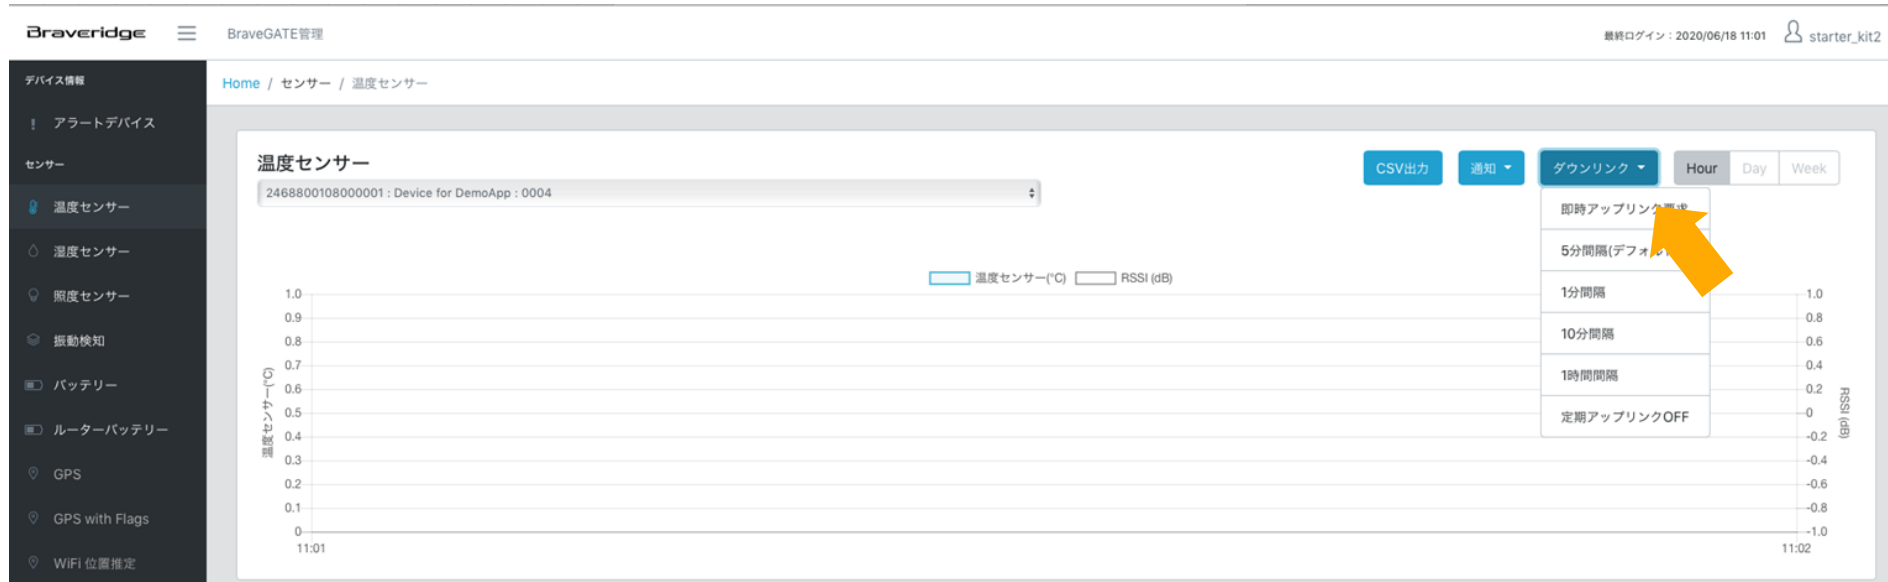 Braveridge
BraveGATE管理
最終ログイン : 2020/06/18 11:01
starter_kit2
デバイス情報
アラートデバイス
センサー
温度センサー
湿度センサー
照度センサー
振動検知
バッテリー
ルーターバッテリー
GPS
GPS with Flags
WiFi 位置推定
Home / センサー / 温度センサー
温度センサー
CSV出力
通知
ダウンリンク
Hour
Day
Week
2468800108000001 : Device for DemoApp : 0004
即時アップリンク要求
5分間隔(デフォル
1分間隔
10分間隔
1時間間隔
定期アップリンクOFF
温度センサー(°C)
RSSI (dB)
温度センサー(°C)
1.0
0.9
0.8
0.7
0.6
0.5
0.4
0.3
0.2
0.1
0
11:01
11:02
1.0
0.8
0.6
0.4
0.2
0
-0.2
-0.4
-0.6
-0.8
-1.0
RSSI (dB)